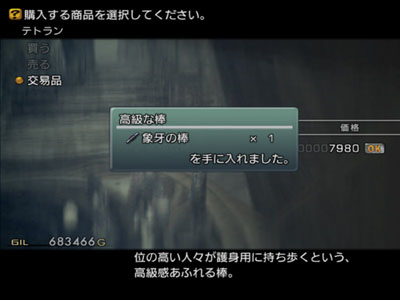 購入する商品を選択してください。
テトラン
買う
売る
交易品
高級な棒
象牙の棒 × 1
を手に入れました。
価格
00007980 OK
GIL 683466G
位の高い人々が護身用に持ち歩くという、
高級感あふれる棒。